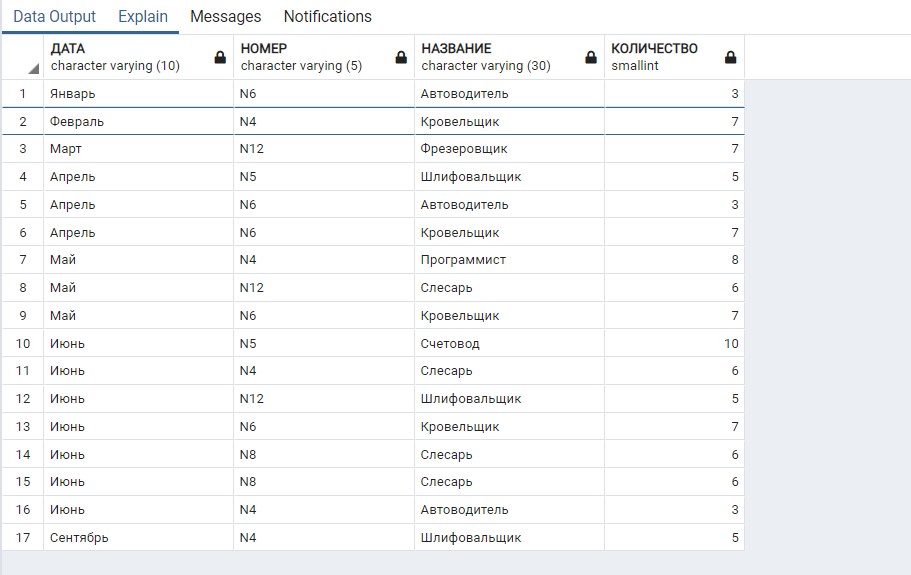 Data Output Explain Messages Notifications
ДАТА НОМЕР НАЗВАНИЕ КОЛИЧЕСТВО
character varying (10) character varying (5) character varying (30) smallint
1 Январь N6 Автоводитель 3
2 Февраль N4 Кровельщик 7
3 Март N12 Фрезеровщик 7
4 Апрель N5 Шлифовальщик 5
5 Апрель N6 Автоводитель 3
6 Апрель N6 Кровельщик 7
7 Май N4 Программист 8
8 Май N12 Слесарь 6
9 Май N6 Кровельщик 7
10 Июнь N5 Счетовод 10
11 Июнь N4 Слесарь 6
12 Июнь N12 Шлифовальщик 5
13 Июнь N6 Кровельщик 7
14 Июнь N8 Слесарь 6
15 Июнь N8 Слесарь 6
16 Июнь N4 Автоводитель 3
17 Сентябрь N4 Шлифовальщик 5